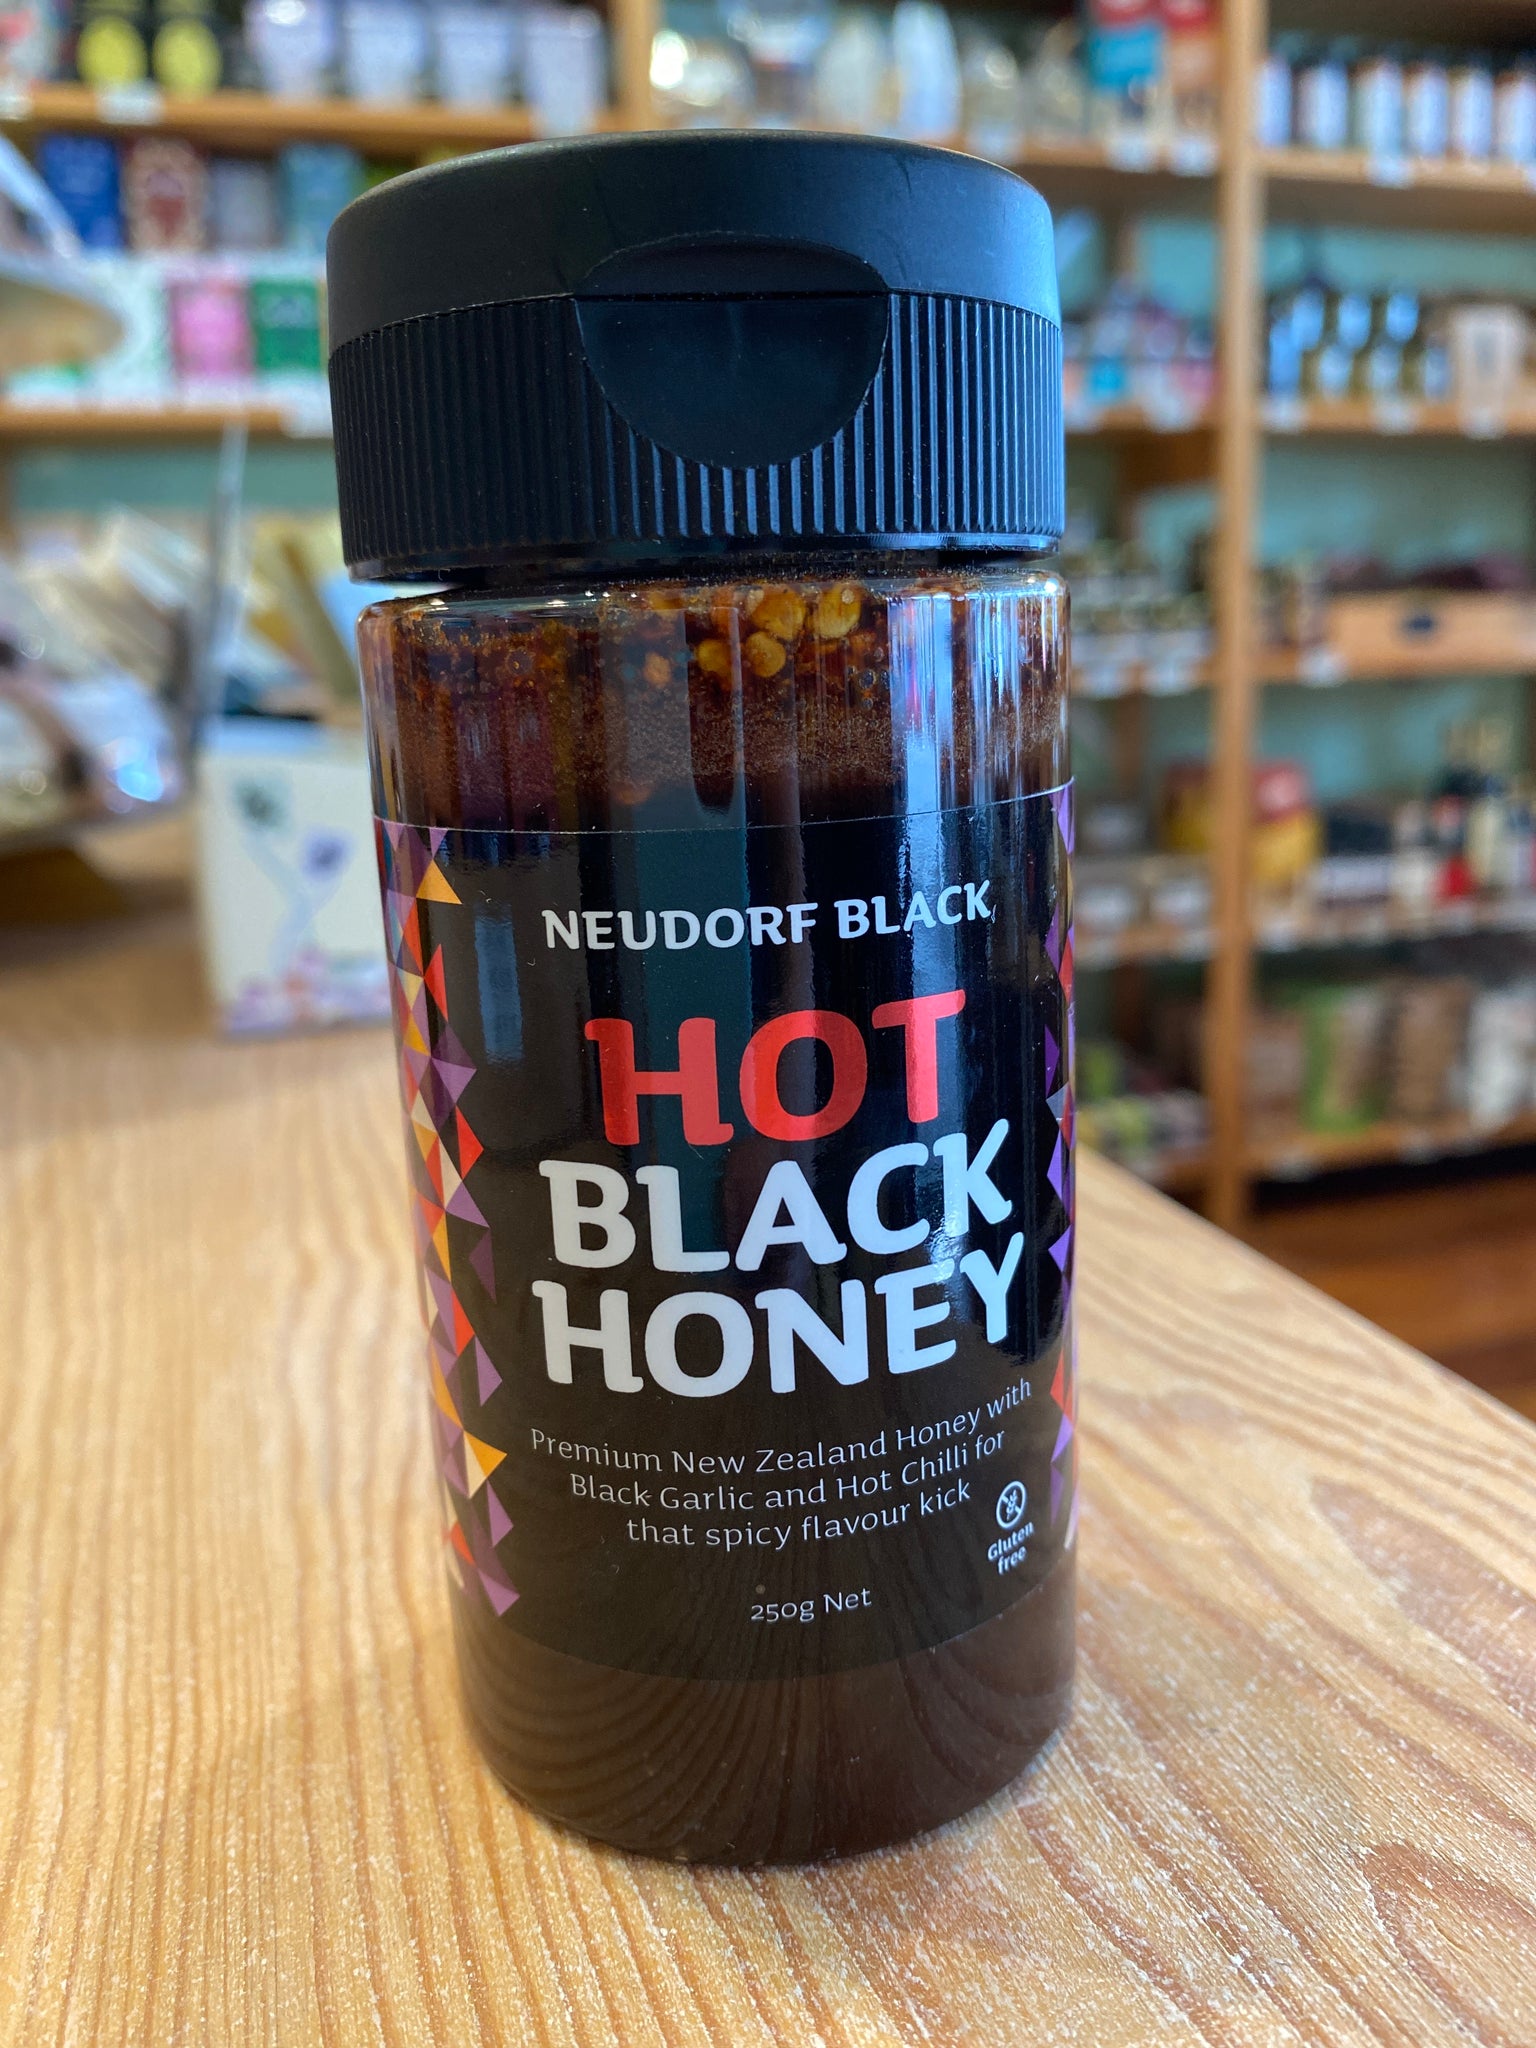 NEUDORF BLACK
HOT
BLACK
HONEY
Premium New Zealand Honey with
Black Garlic and Hot Chilli for
that spicy flavour kick
Gluten
free
250g Net